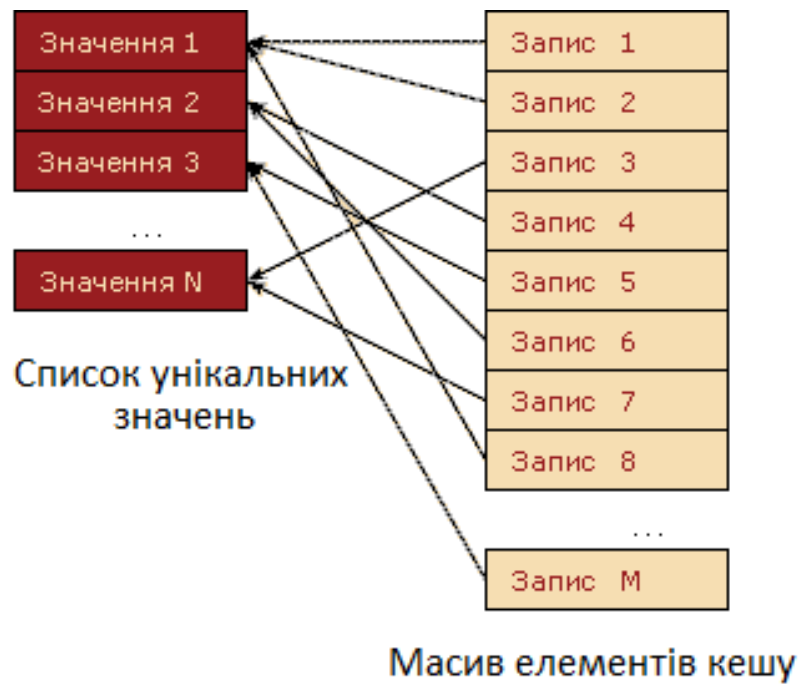 Значення 1
Значення 2
Значення 3
...
Значення N
Список унікальних
значень
Запис 1
Запис 2
Запис 3
Запис 4
Запис 5
Запис 6
Запис 7
Запис 8
...
Запис M
Масив елементів кешу